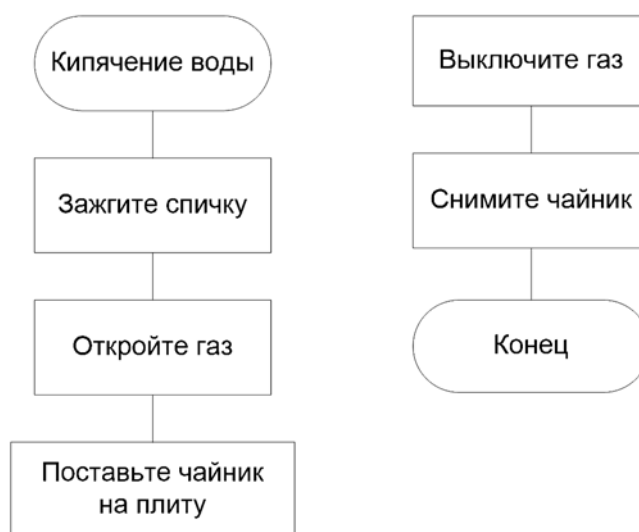 Кипячение воды
Зажгите спичку
Откройте газ
Поставьте чайник
на плиту
Выключите газ
Снимите чайник
Конец